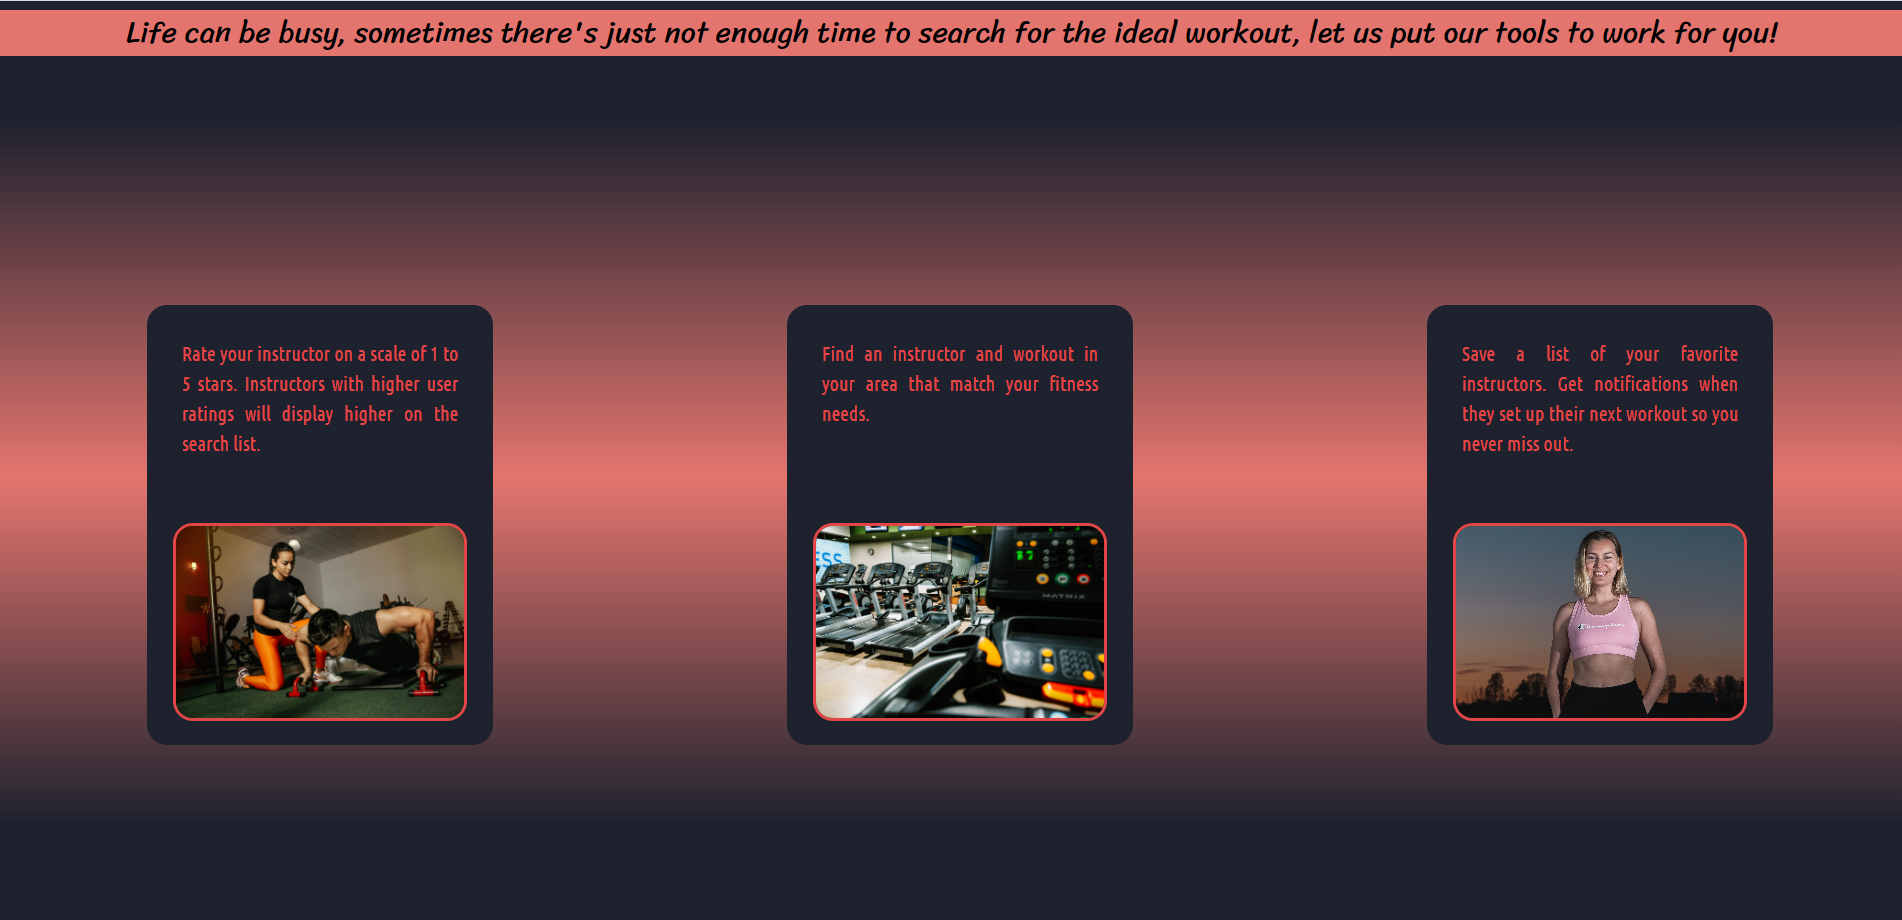 Life can be busy, sometimes there's just not enough time to search for the ideal workout, let us put our tools to work for you!
Rate your instructor on a scale of 1 to
5 stars. Instructors with higher user
ratings will display higher on the
search list.
Find an instructor and workout in
your area that match your fitness
needs.
Save a list of your favorite
instructors. Get notifications when
they set up their next workout so you
never miss out.
ESS
MATRIX
Champion